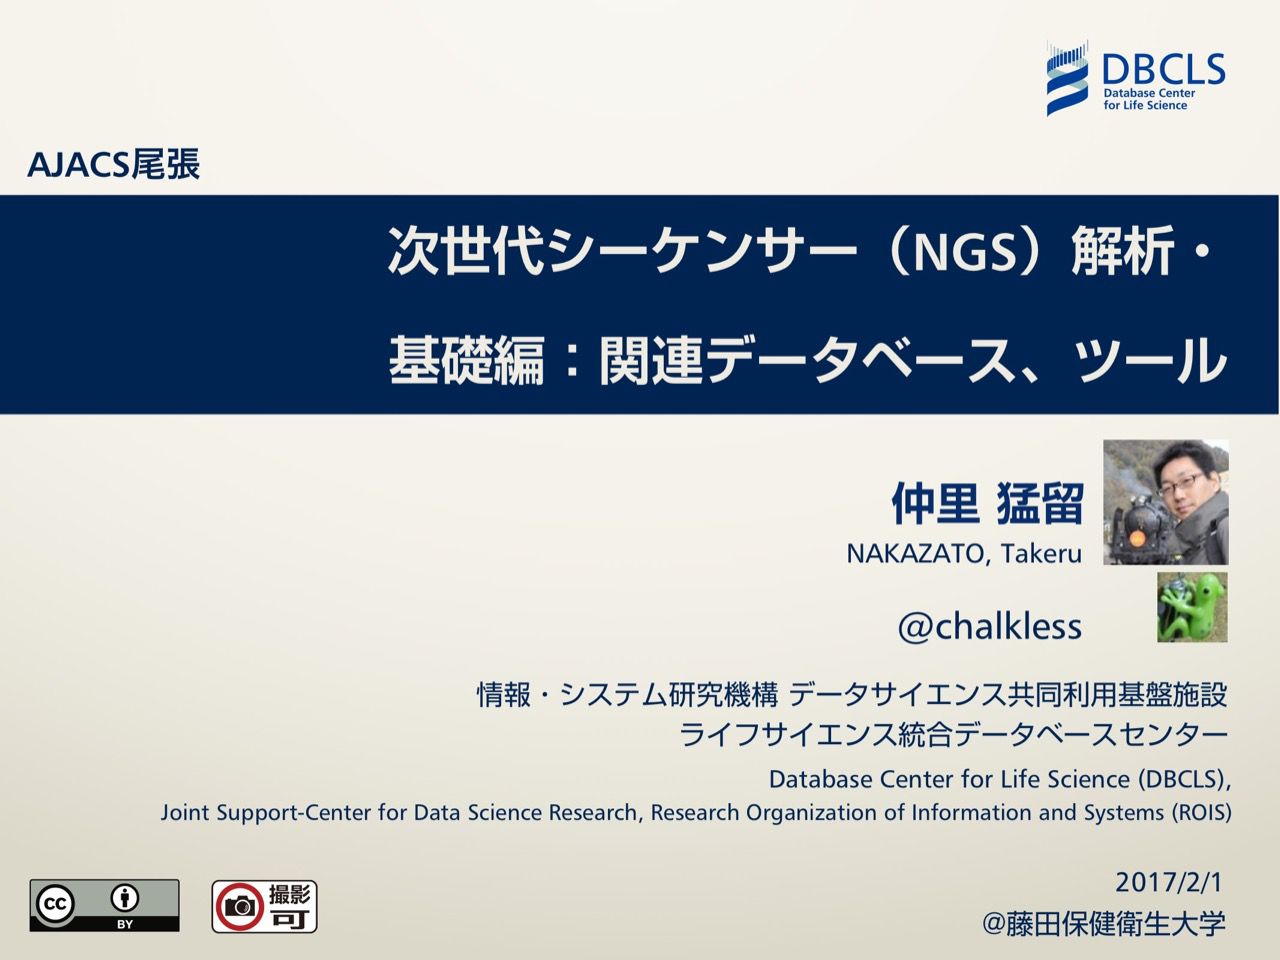 DBCLS
Database Center
for Life Science
AJACS尾張
次世代シーケンサー（NGS）解析・
基礎編：関連データベース、ツール
仲里 猛留
NAKAZATO, Takeru
@chalkless
情報・システム研究機構 データサイエンス共同利用基盤施設
ライフサイエンス統合データベースセンター
Database Center for Life Science (DBCLS),
Joint Support-Center for Data Science Research, Research Organization of Information and Systems (ROIS)
2017/2/1
@藤田保健衛生大学
cc
BY
撮影
可